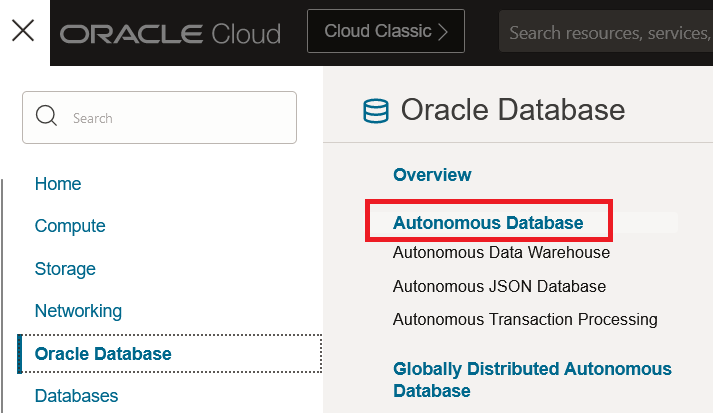 ORACLE Cloud
Cloud Classic >
Search resources, services,
Search
Home
Compute
Storage
Networking
Oracle Database
Databases
Oracle Database
Overview
Autonomous Database
Autonomous Data Warehouse
Autonomous JSON Database
Autonomous Transaction Processing
Globally Distributed Autonomous
Database